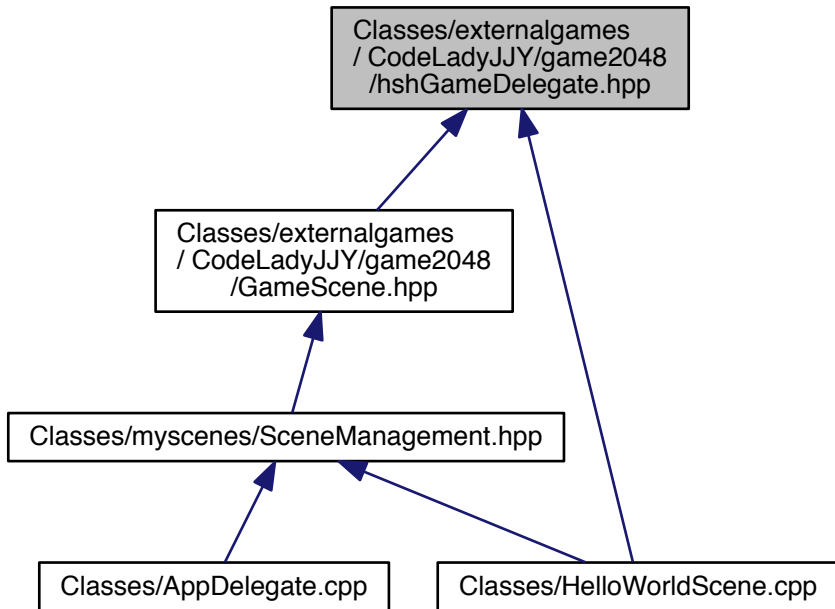 Classes/externalgames
/ CodeLadyJJY/game2048
/hshGameDelegate.hpp
Classes/externalgames
/ CodeLadyJJY/game2048
/GameScene.hpp
Classes/myscenes/SceneManagement.hpp
Classes/AppDelegate.cpp
Classes/HelloWorldScene.cpp